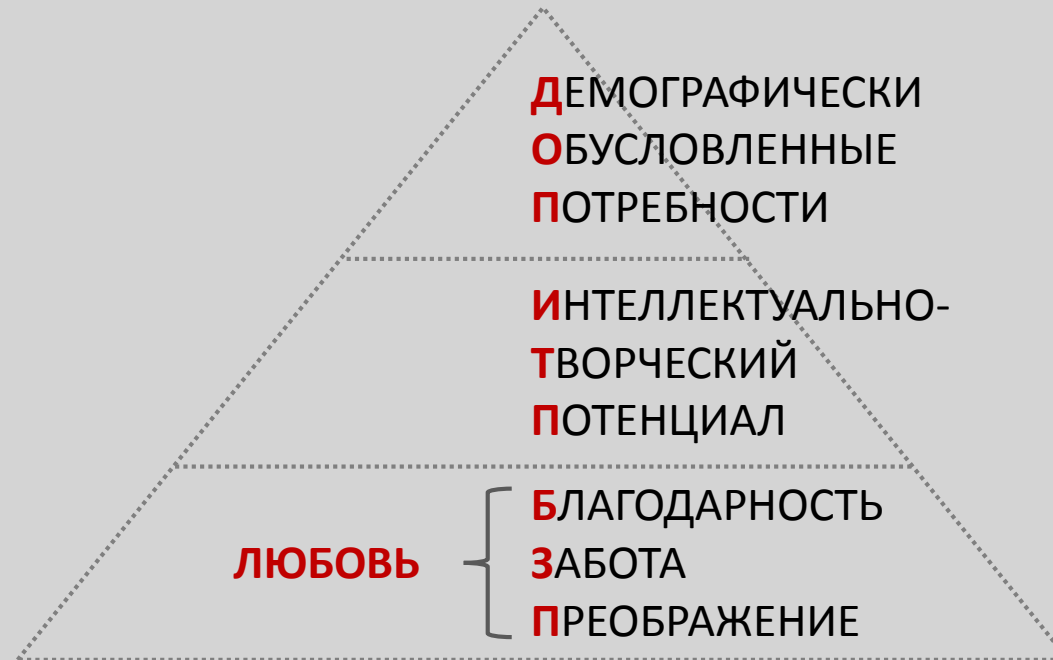 ДЕМОГРАФИЧЕСКИ
ОБУСЛОВЛЕННЫЕ
ПОТРЕБНОСТИ
ИНТЕЛЛЕКТУАЛЬНО-
ТВОРЧЕСКИЙ
ПОТЕНЦИАЛ
БЛАГОДАРНОСТЬ
ЛЮБОВЬ
ЗАБОТА
ПРЕОБРАЖЕНИЕ